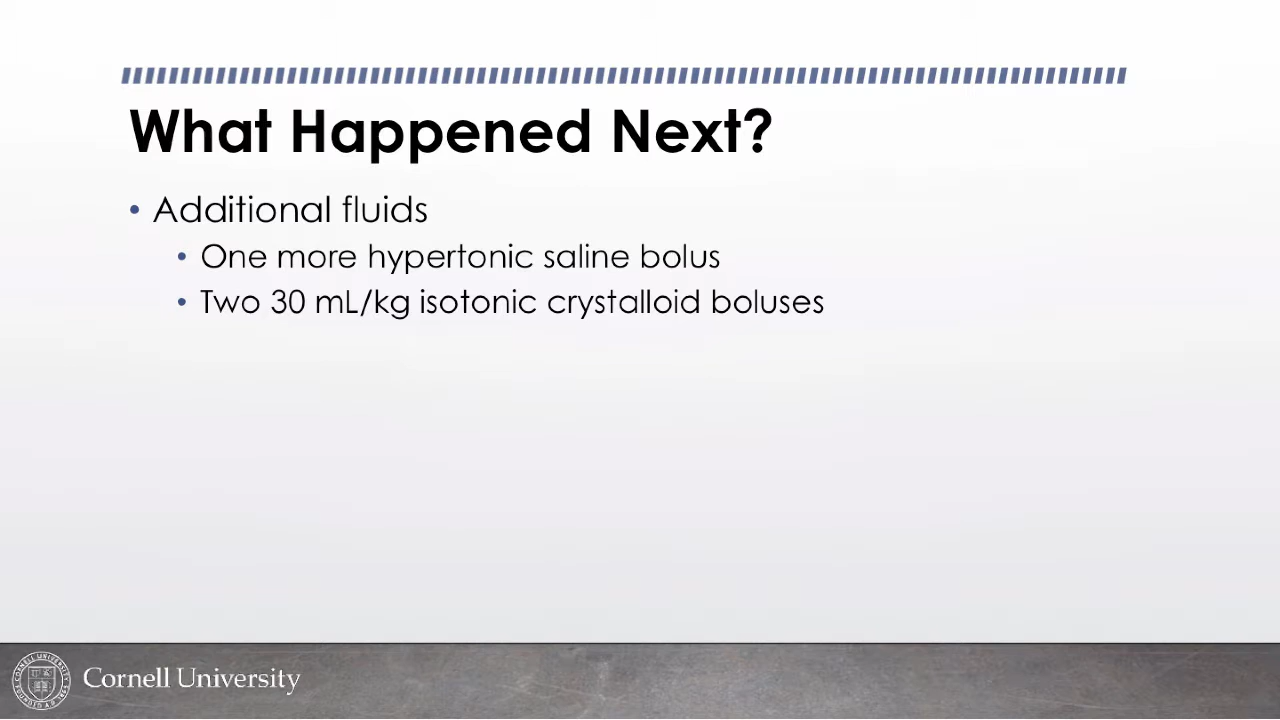 What Happened Next?
• Additional fluids
• One more hypertonic saline bolus
• Two 30 mL/kg isotonic crystalloid boluses
Cornell University